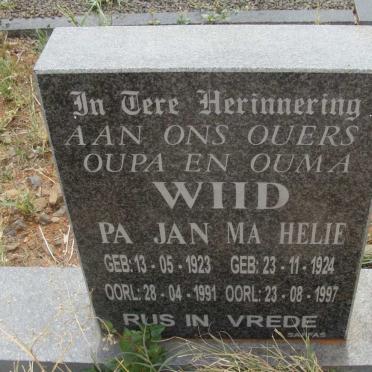 In Tere Herinnering
AAN ONS OUERS
OUPA EN OUMA
WIID
PA JAN MA HELIE
GEB: 13-05-1923 GEB: 23-11-1924
OORL: 28-04-1991 OORL: 23-08-1997
RUS IN VREDE